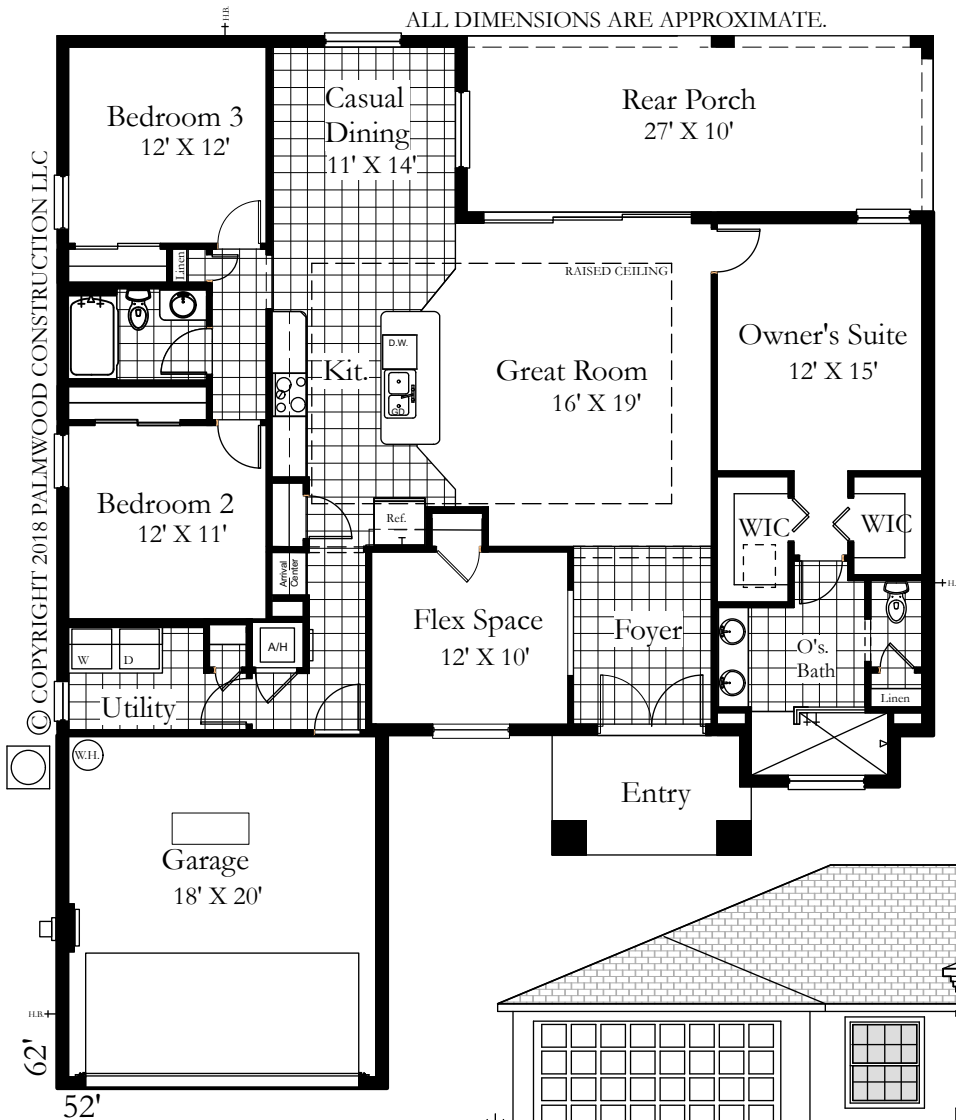 H.B.
ALL DIMENSIONS ARE APPROXIMATE.
Bedroom 3
12' X 12'
Casual
Dining
11' X 14'
Rear Porch
27' X 10'
© COPYRIGHT 2018 PALMWOOD CONSTRUCTION LLC
Linen
RAISED CEILING
D.W.
GD
Kit.
Great Room
16' X 19'
Owner's Suite
12' X 15'
Bedroom 2
12' X 11'
Ref.
WIC
WIC
Arrival
Center
Flex Space
12' X 10'
Foyer
O's.
Bath
Linen
W
D
A/H
Utility
W.H.
Entry
Garage
18' X 20'
H.B.
62'
52'